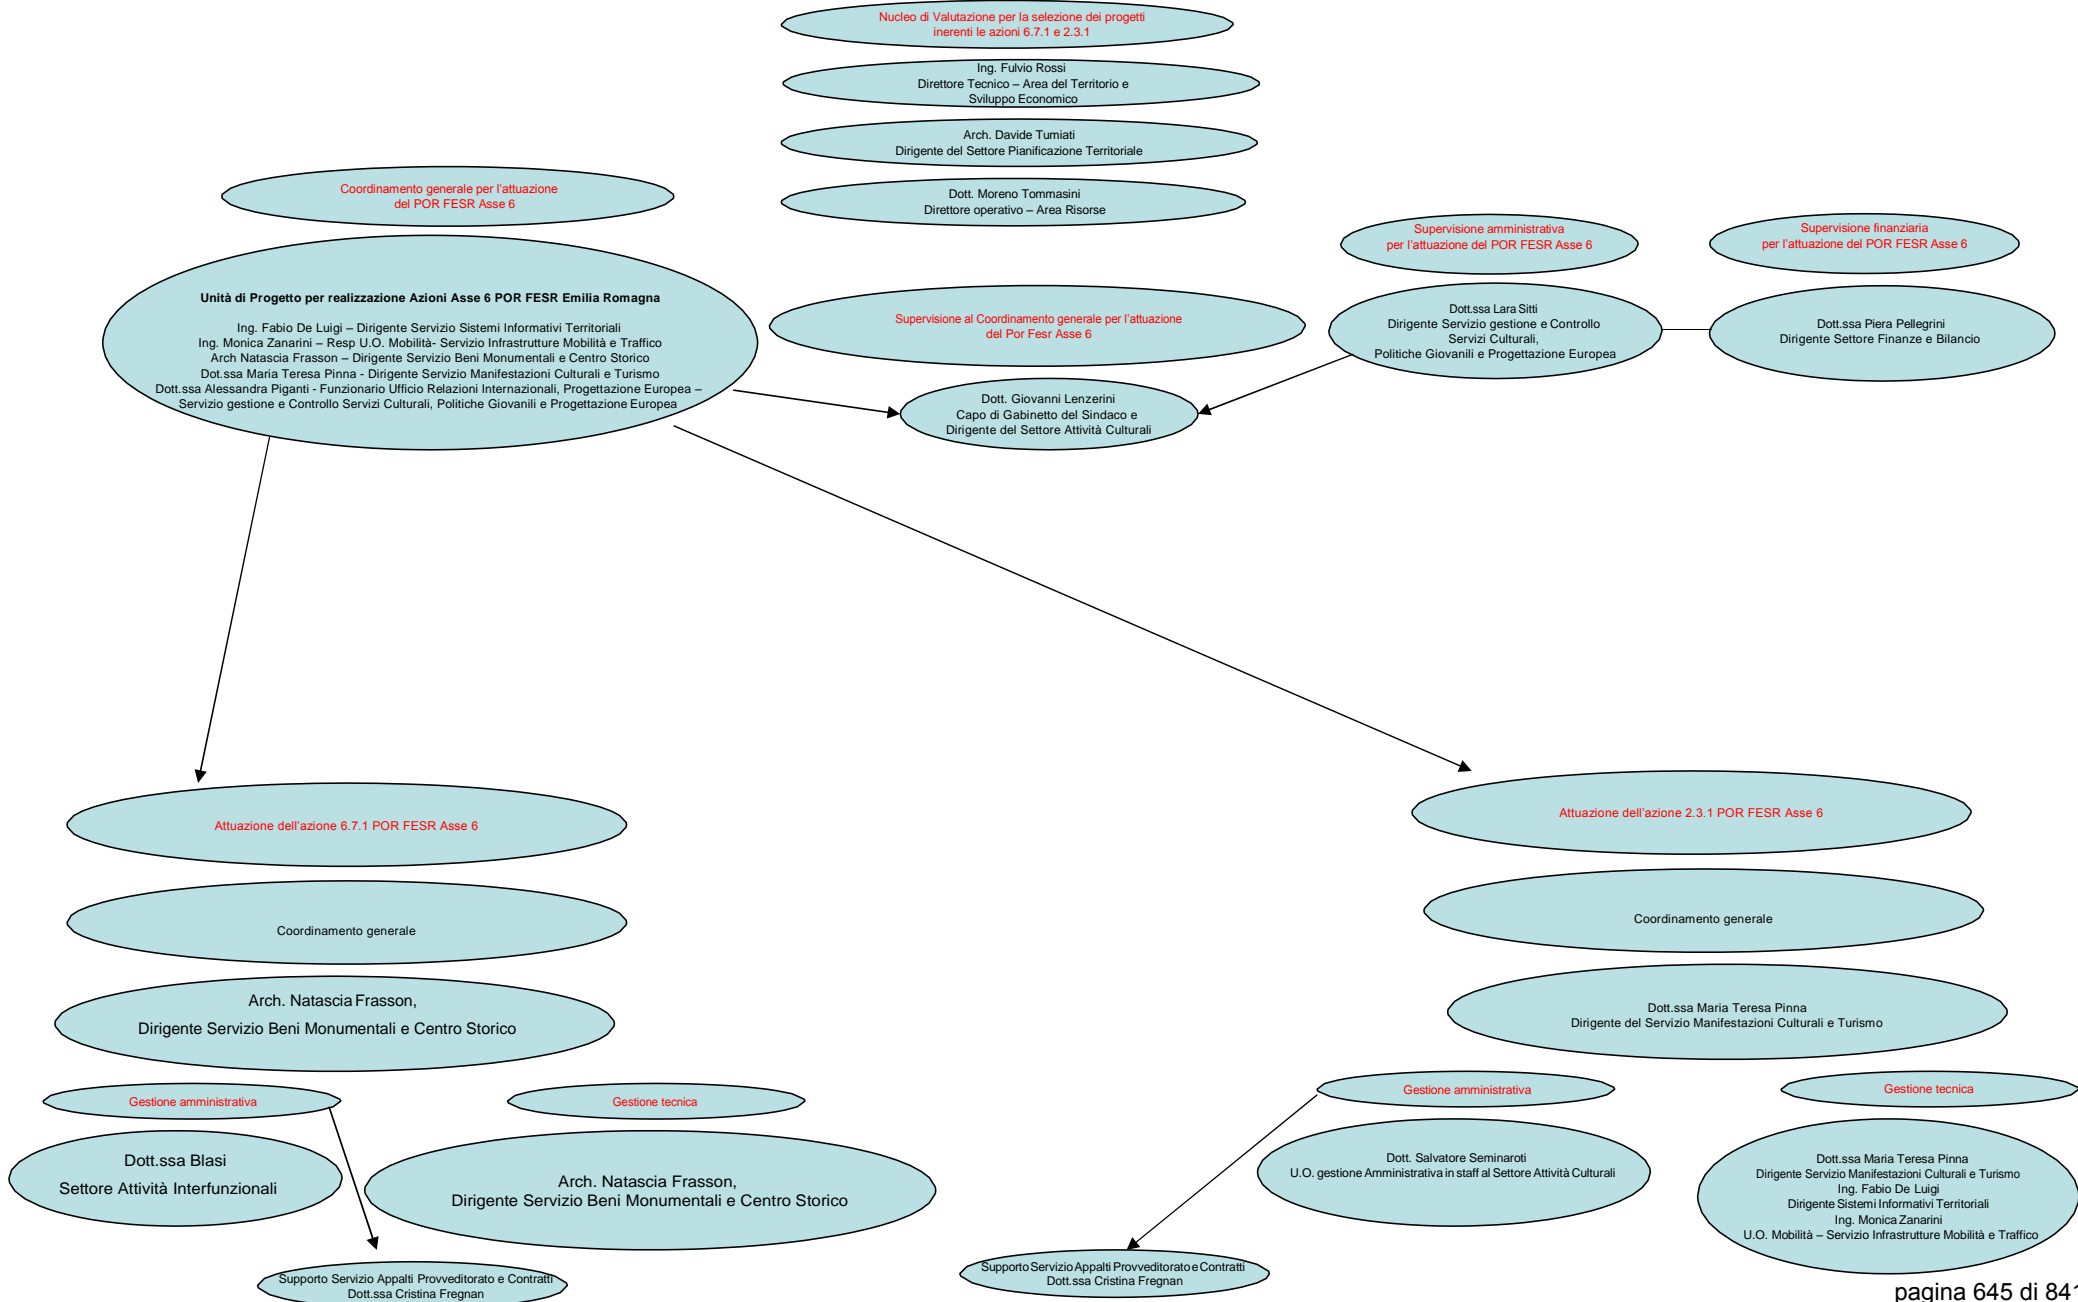 Nucleo di Valutazione per la selezione dei progetti
inerenti le azioni 6.7.1 e 2.3.1
Ing. Fulvio Rossi
Direttore Tecnico – Area del Territorio e
Sviluppo Economico
Arch. Davide Tumiati
Dirigente del Settore Pianificazione Territoriale
Dott. Moreno Tommasini
Direttore operativo – Area Risorse
Coordinamento generale per l'attuazione
del POR FESR Asse 6
Unità di Progetto per realizzazione Azioni Asse 6 POR FESR Emilia Romagna
Ing. Fabio De Luigi – Dirigente Servizio Sistemi Informativi Territoriali
Ing. Monica Zanarini – Resp U.O. Mobilità- Servizio Infrastrutture Mobilità e Traffico
Arch Natascia Frasson – Dirigente Servizio Beni Monumentali e Centro Storico
Dot.ssa Maria Teresa Pinna - Dirigente Servizio Manifestazioni Culturali e Turismo
Dott.ssa Alessandra Piganti - Funzionario Ufficio Relazioni Internazionali, Progettazione Europea –
Servizio gestione e Controllo Servizi Culturali, Politiche Giovanili e Progettazione Europea
Supervisione al Coordinamento generale per l'attuazione
del Por Fesr Asse 6
Dott. Giovanni Lenzerini
Capo di Gabinetto del Sindaco e
Dirigente del Settore Attività Culturali
Supervisione amministrativa
per l'attuazione del POR FESR Asse 6
Dott.ssa Lara Sitti
Dirigente Servizio gestione e Controllo
Servizi Culturali,
Politiche Giovanili e Progettazione Europea
Supervisione finanziaria
per l'attuazione del POR FESR Asse 6
Dott.ssa Piera Pellegrini
Dirigente Settore Finanze e Bilancio
Attuazione dell'azione 6.7.1 POR FESR Asse 6
Coordinamento generale
Arch. Natascia Frasson,
Dirigente Servizio Beni Monumentali e Centro Storico
Gestione amministrativa
Dott.ssa Blasi
Settore Attività Interfunzionali
Gestione tecnica
Arch. Natascia Frasson,
Dirigente Servizio Beni Monumentali e Centro Storico
Supporto Servizio Appalti Provveditorato e Contratti
Dott.ssa Cristina Fregnan
Attuazione dell'azione 2.3.1 POR FESR Asse 6
Coordinamento generale
Dott.ssa Maria Teresa Pinna
Dirigente del Servizio Manifestazioni Culturali e Turismo
Gestione amministrativa
Dott. Salvatore Seminaroti
U.O. gestione Amministrativa in staff al Settore Attività Culturali
Gestione tecnica
Dott.ssa Maria Teresa Pinna
Dirigente Servizio Manifestazioni Culturali e Turismo
Ing. Fabio De Luigi
Dirigente Sistemi Informativi Territoriali
Ing. Monica Zanarini
U.O. Mobilità – Servizio Infrastrutture Mobilità e Traffico
Supporto Servizio Appalti Provveditorato e Contratti
Dott.ssa Cristina Fregnan
pagina 645 di 841